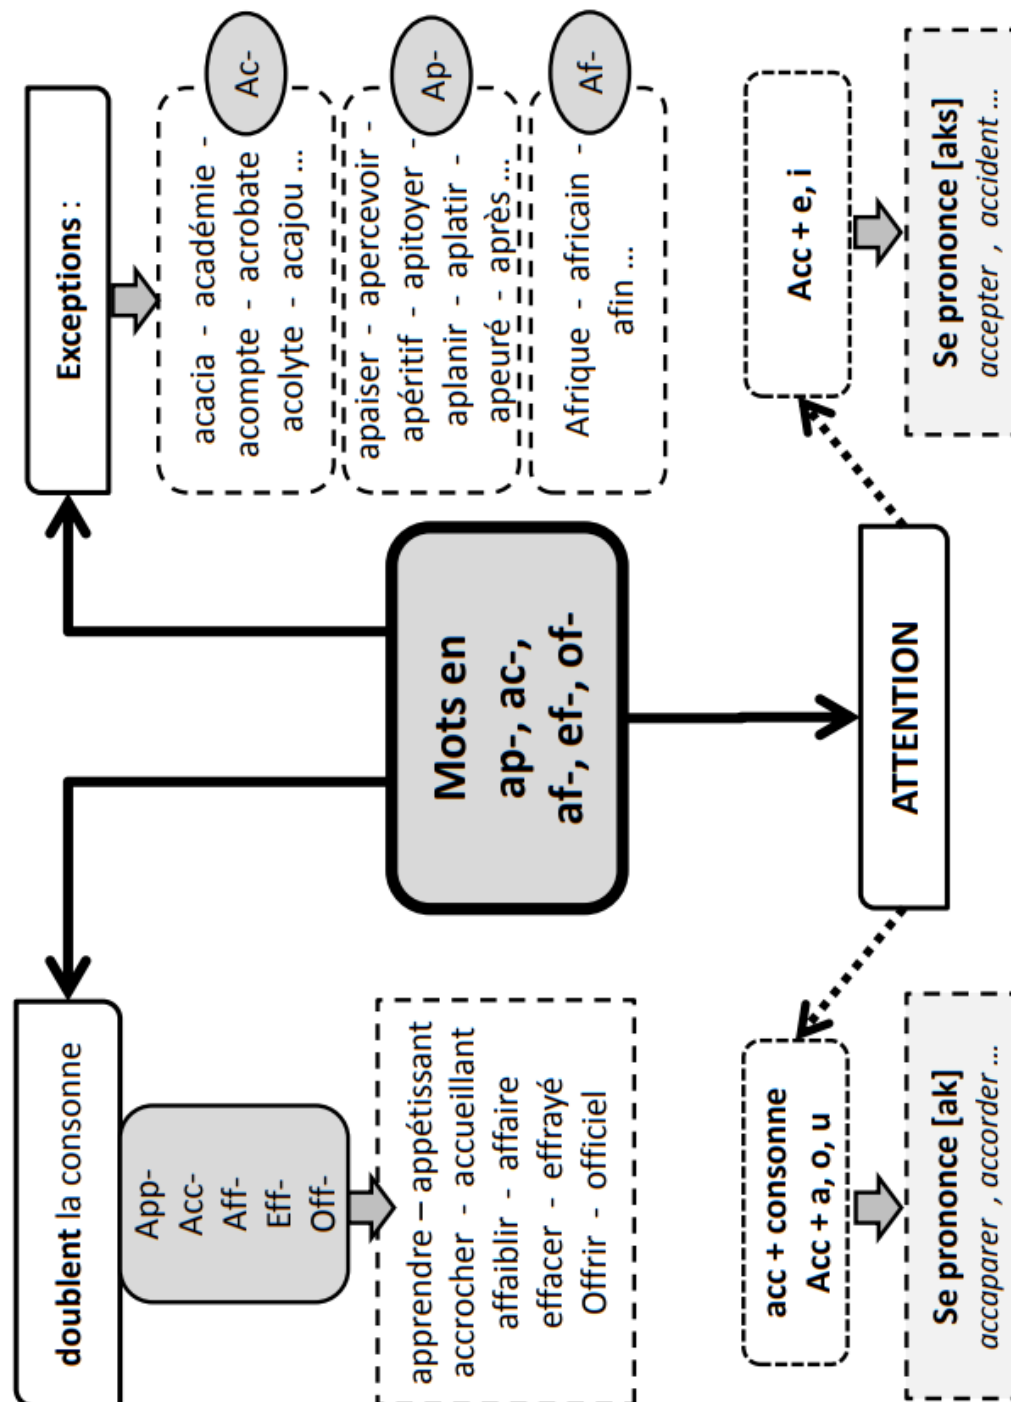 doublent la consonne
App-
Acc-
Aff-
Eff-
Off-
apprendre – appétissant
accrocher - accueillant
affaiblir - affaire
effacer - effrayé
Offrir - officiel
Exceptions :
Ac-
acacia - académie -
acompte - acrobate
acolyte - acajou ...
Ap-
apaiser - apercevoir -
apéritif - apitoyer -
aplanir - aplatir -
apeuré - après ...
Af-
Afrique - africain -
afin ...
Mots en
ap-, ac-,
af-, ef-, of-
ATTENTION
acc + consonne
Acc + a, o, u
Se prononce [ak]
accaparer , accorder ...
Acc + e, i
Se prononce [aks]
accepter , accident ...